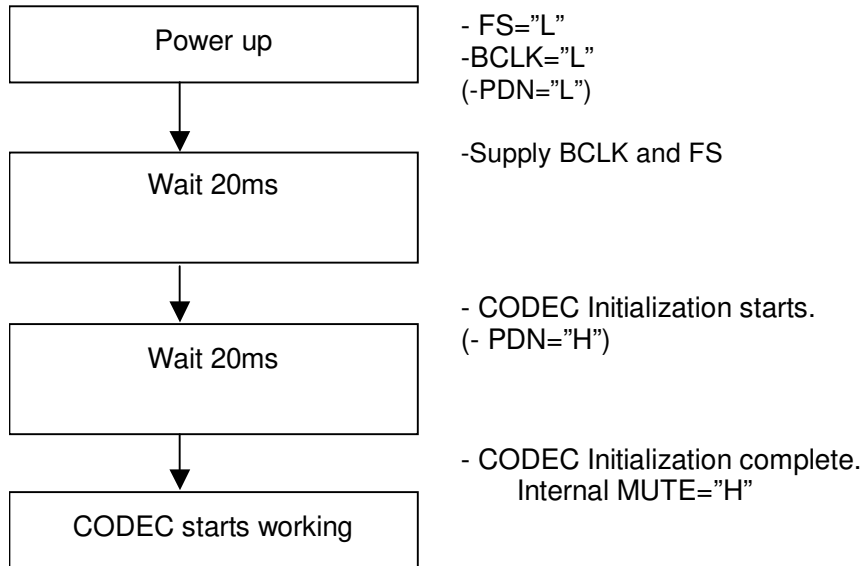 Power up
- FS=”L”
-BCLK=”L”
(-PDN=”L”)
-Supply BCLK and FS
Wait 20ms
- CODEC Initialization starts.
(- PDN=”H”)
Wait 20ms
- CODEC Initialization complete.
Internal MUTE=”H”
CODEC starts working